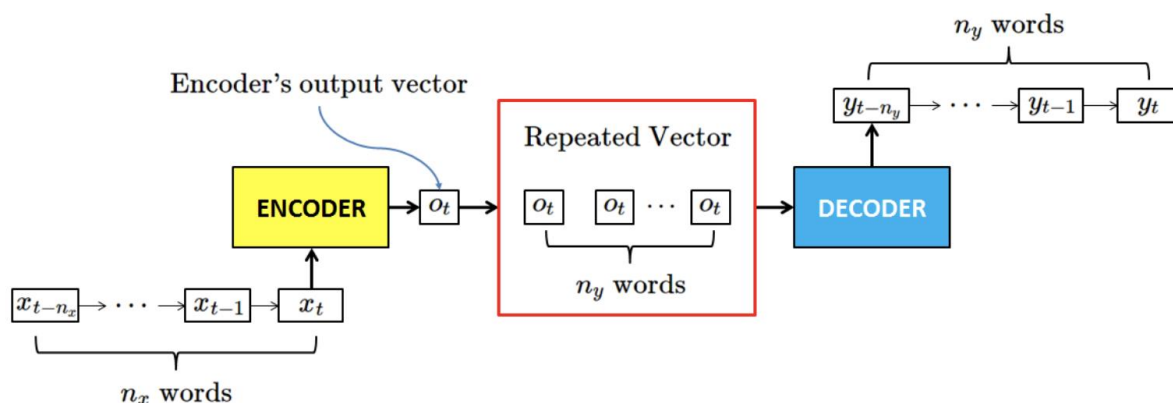 n_y words
Encoder's output vector
y_{t-n_y} → ··· → y_{t-1} → y_t
Repeated Vector
ENCODER
o_t
o_t o_t ··· o_t
DECODER
n_y words
x_{t-n_x} → ··· → x_{t-1} → x_t
n_x words